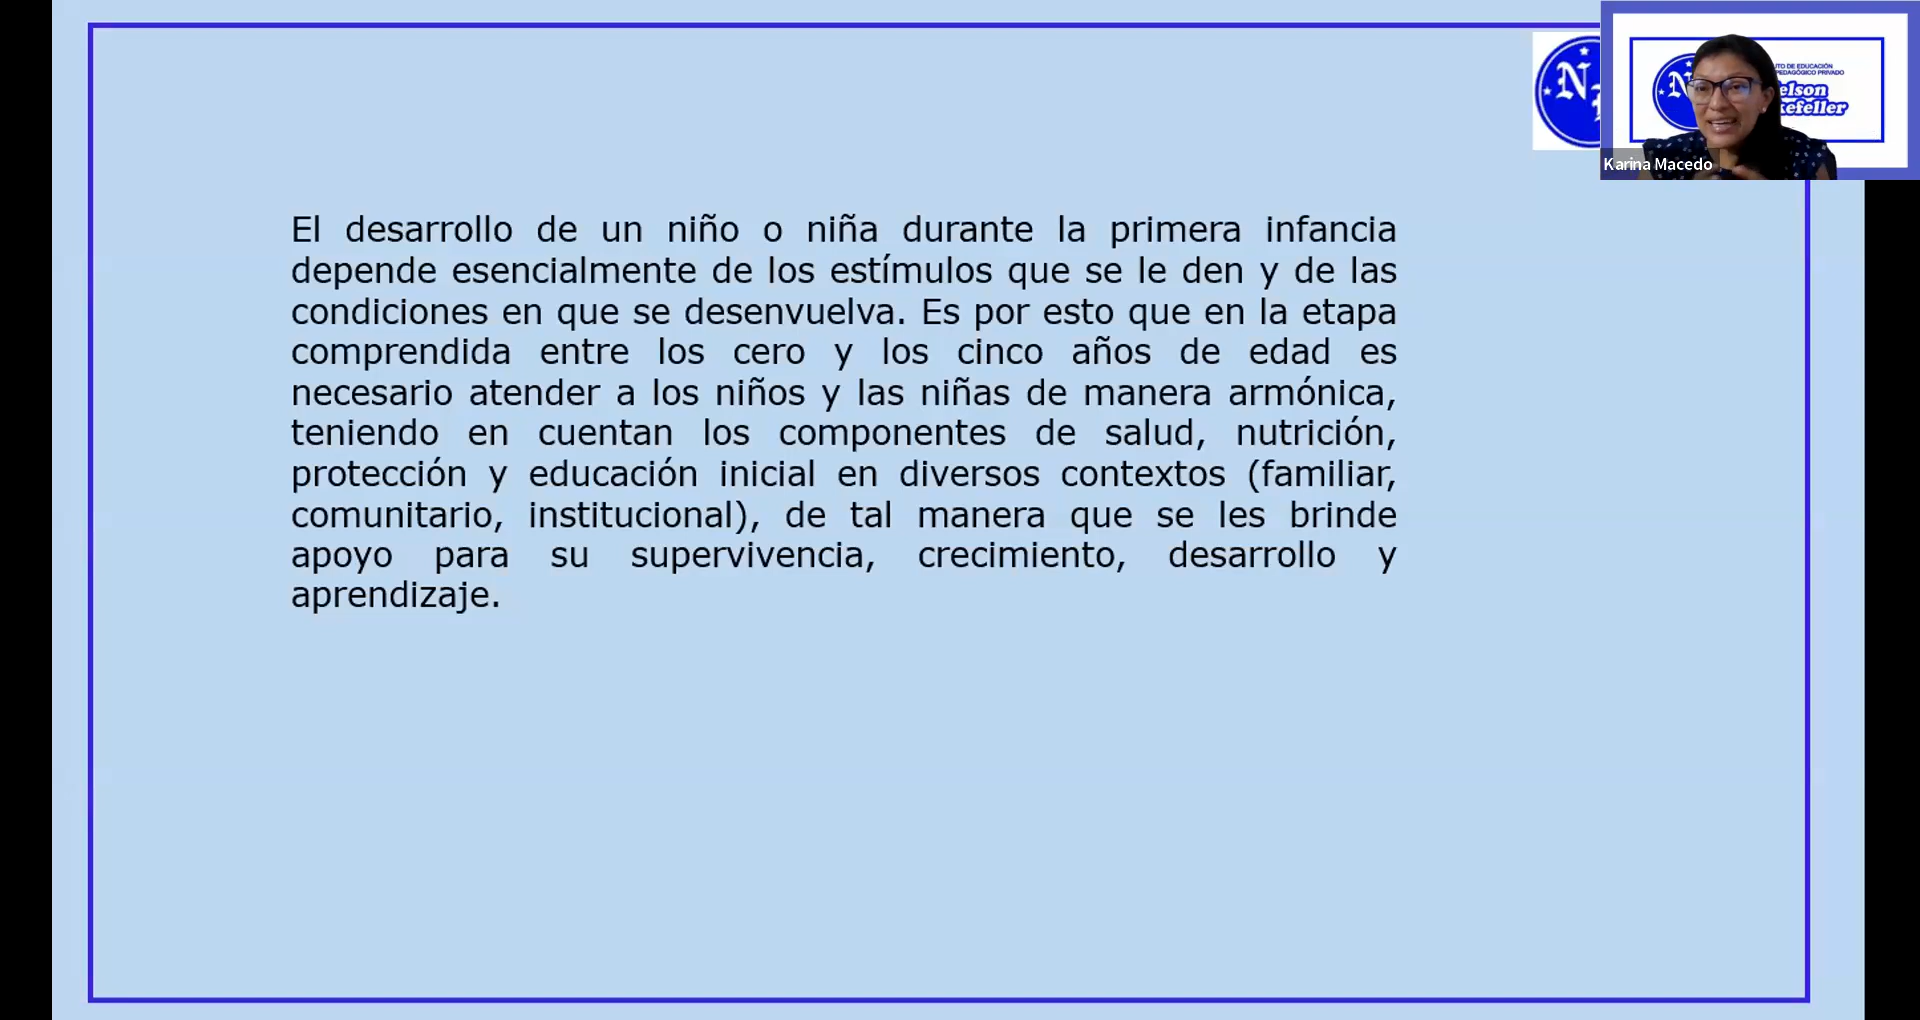 El desarrollo de un niño o niña durante la primera infancia
depende esencialmente de los estímulos que se le den y de las
condiciones en que se desenvuelva. Es por esto que en la etapa
comprendida entre los cero y los cinco años de edad es
necesario atender a los niños y las niñas de manera armónica,
teniendo en cuentan los componentes de salud, nutrición,
protección y educación inicial en diversos contextos (familiar,
comunitario, institucional), de tal manera que se les brinde
apoyo para su supervivencia, crecimiento, desarrollo y
aprendizaje.
N
N
DE EDUCACIÓN
PEDAGÓGICO PRIVADO
Karina Macedo